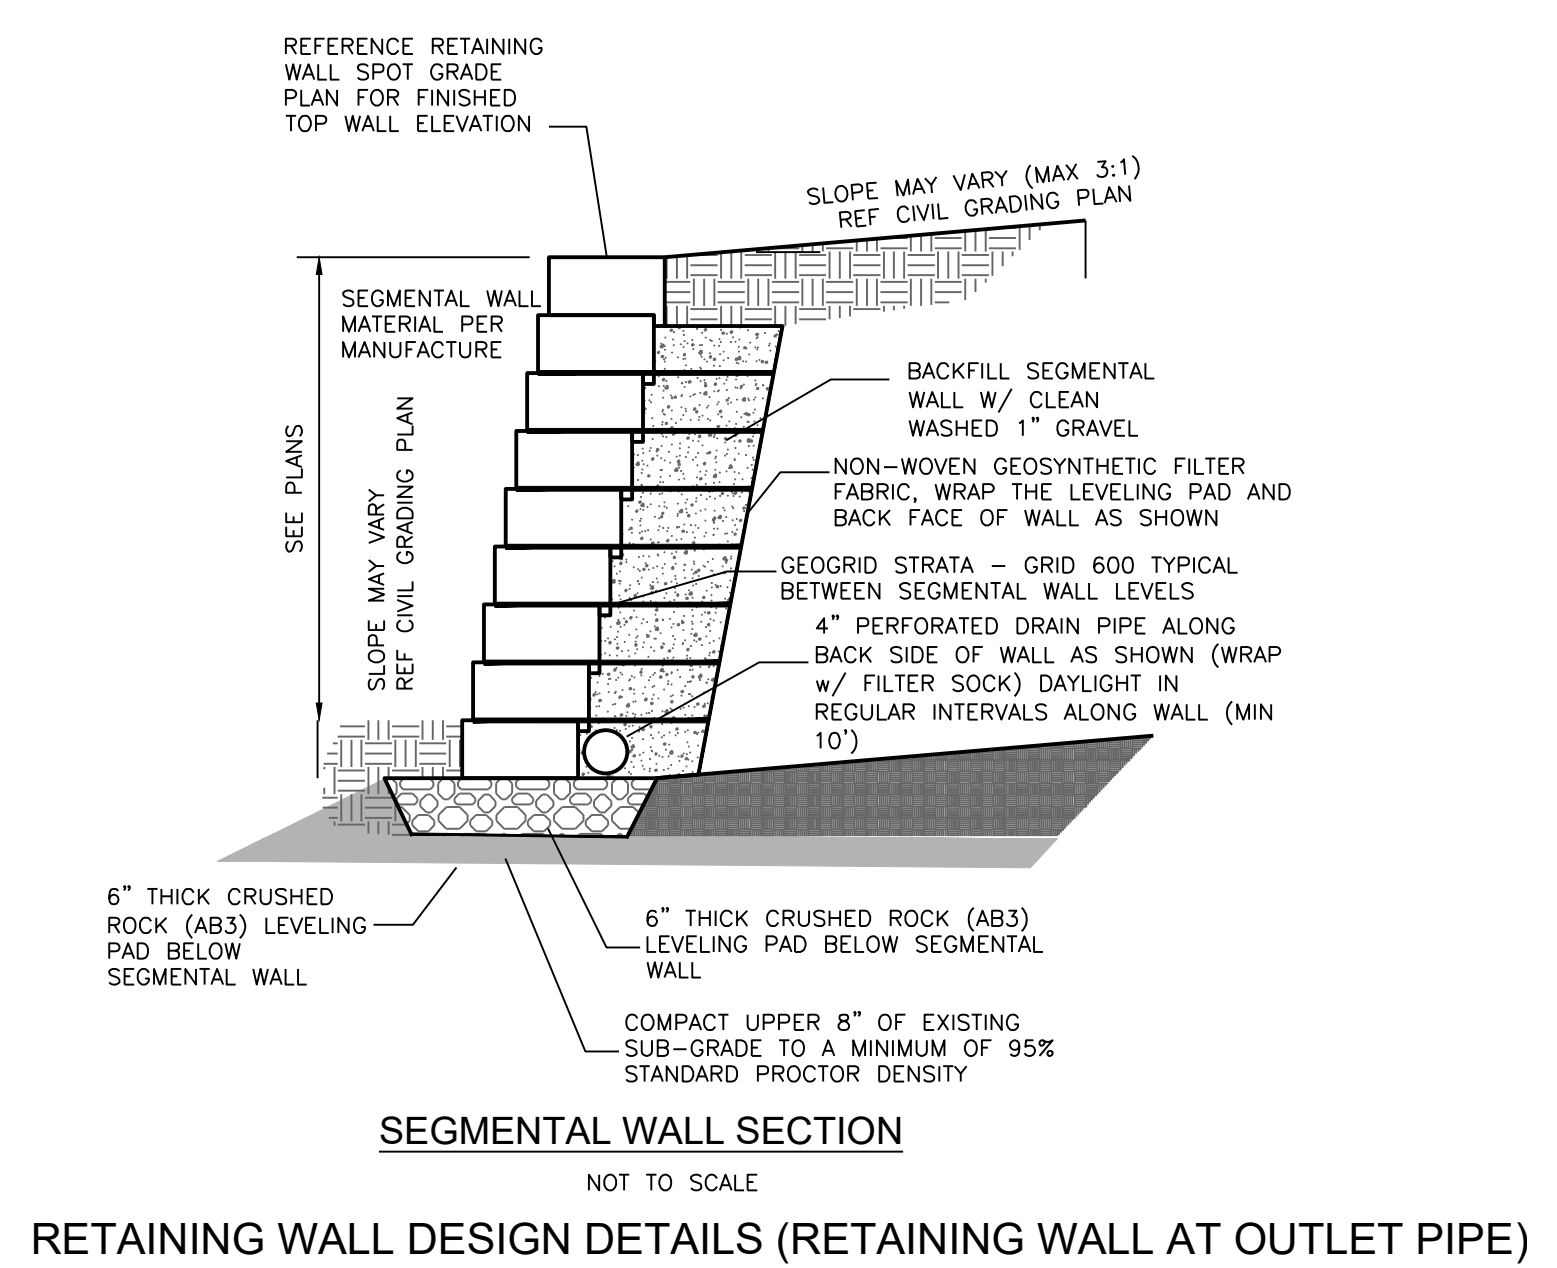 REFERENCE RETAINING
WALL SPOT GRADE
PLAN FOR FINISHED
TOP WALL ELEVATION
SLOPE MAY VARY (MAX 3:1)
REF CIVIL GRADING PLAN
SEGMENTAL WALL
MATERIAL PER
MANUFACTURE
SEE PLANS
SLOPE MAY VARY
REF CIVIL GRADING PLAN
BACKFILL SEGMENTAL
WALL W/ CLEAN
WASHED 1" GRAVEL
NON-WOVEN GEOSYNTHETIC FILTER
FABRIC, WRAP THE LEVELING PAD AND
BACK FACE OF WALL AS SHOWN
GEOGRID STRATA - GRID 600 TYPICAL
BETWEEN SEGMENTAL WALL LEVELS
4" PERFORATED DRAIN PIPE ALONG
BACK SIDE OF WALL AS SHOWN (WRAP
w/ FILTER SOCK) DAYLIGHT IN
REGULAR INTERVALS ALONG WALL (MIN
10')
6" THICK CRUSHED
ROCK (AB3) LEVELING
PAD BELOW
SEGMENTAL WALL
6" THICK CRUSHED ROCK (AB3)
LEVELING PAD BELOW SEGMENTAL
WALL
COMPACT UPPER 8" OF EXISTING
SUB-GRADE TO A MINIMUM OF 95%
STANDARD PROCTOR DENSITY
SEGMENTAL WALL SECTION
NOT TO SCALE
RETAINING WALL DESIGN DETAILS (RETAINING WALL AT OUTLET PIPE)